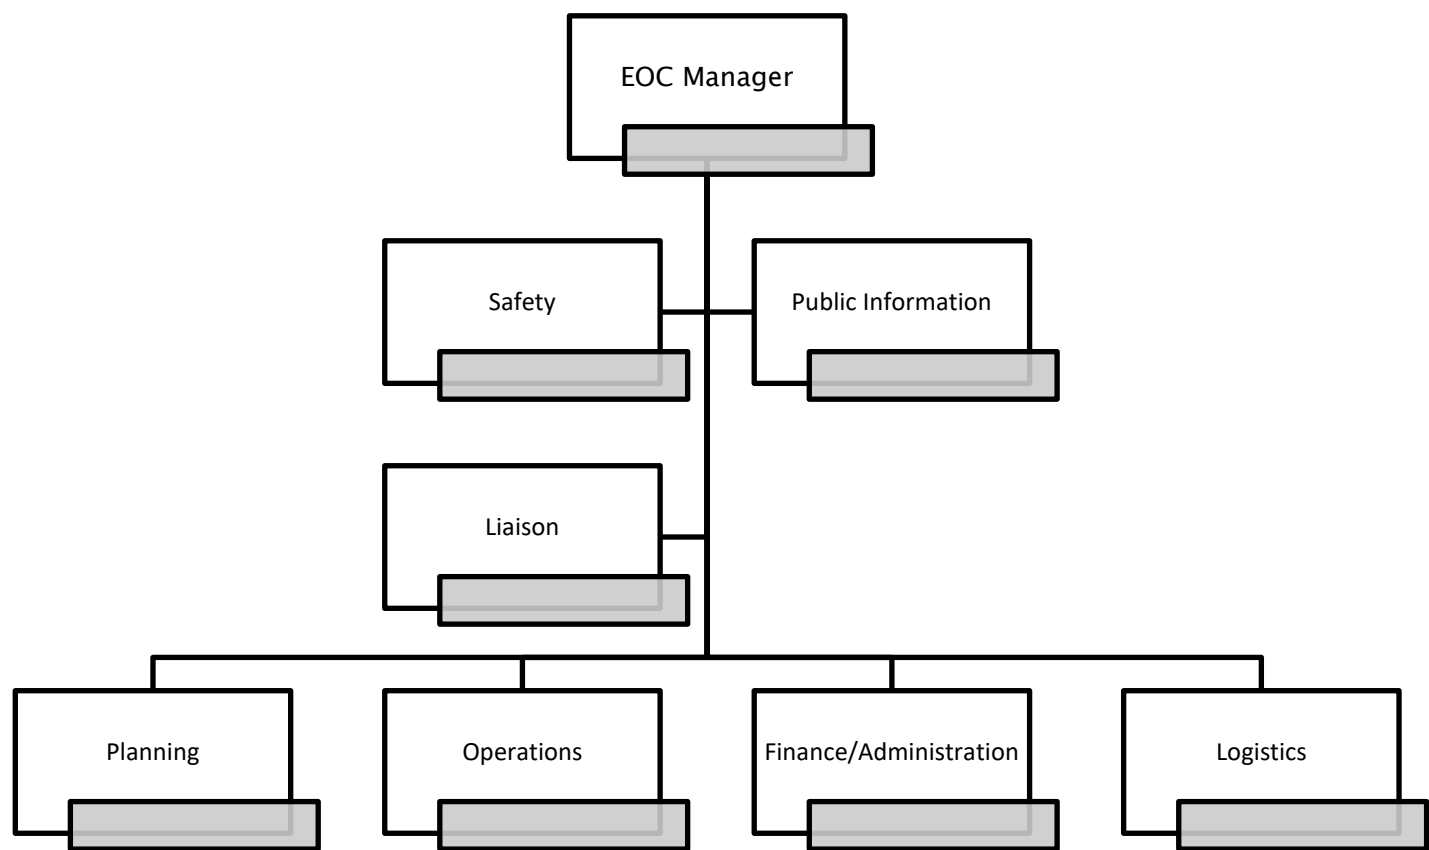 EOC Manager
Safety
Public Information
Liaison
Planning
Operations
Finance/Administration
Logistics